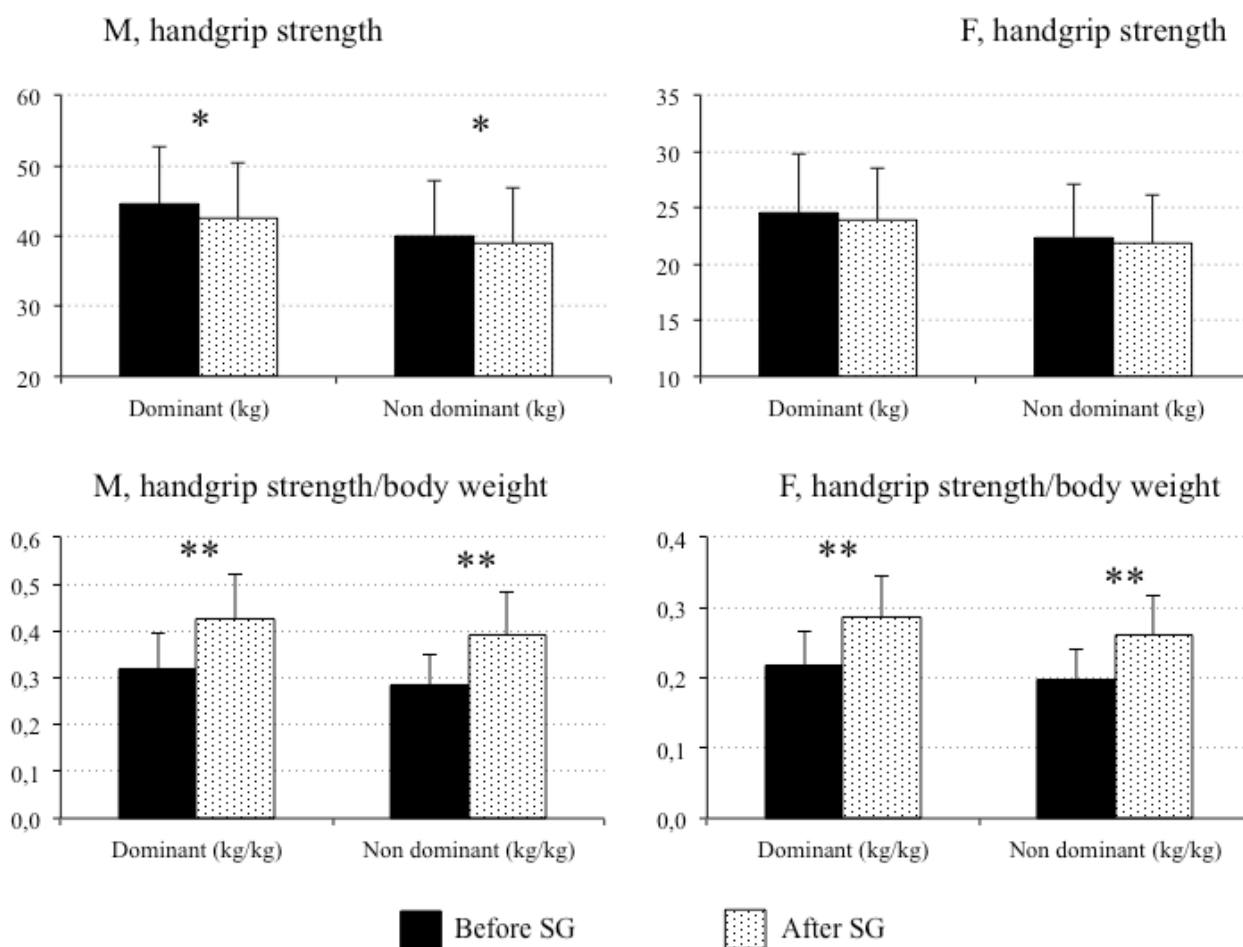 M, handgrip strength
60
50
40
30
20
*
*
Dominant (kg)
Non dominant (kg)
F, handgrip strength
35
30
25
20
15
10
Dominant (kg)
Non dominant (kg)
M, handgrip strength/body weight
0,6
0,5
0,4
0,3
0,2
0,1
0,0
**
**
Dominant (kg/kg)
Non dominant (kg/kg)
F, handgrip strength/body weight
0,4
0,3
0,2
0,1
0,0
**
**
Dominant (kg/kg)
Non dominant (kg/kg)
Before SG
After SG